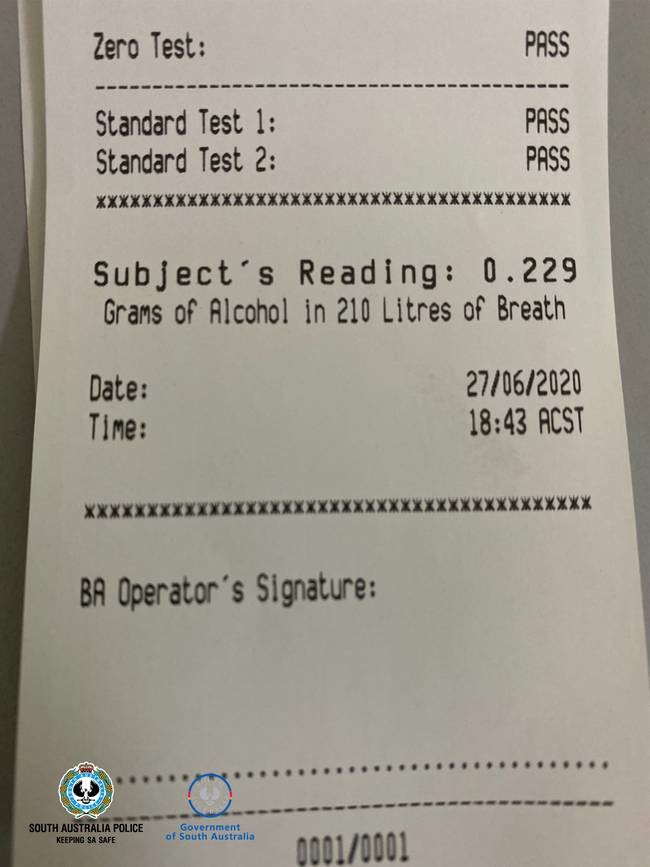 Zero Test: PASS
----------------------------------------
Standard Test 1: PASS
Standard Test 2: PASS
****************************************
Subject´s Reading: 0.229
Grams of Alcohol in 210 Litres of Breath
Date: 27/06/2020
Time: 18:43 ACST
****************************************
BA Operator´s Signature:
SOUTH AUSTRALIA POLICE
KEEPING SA SAFE
Government
of South Australia
0001/0001